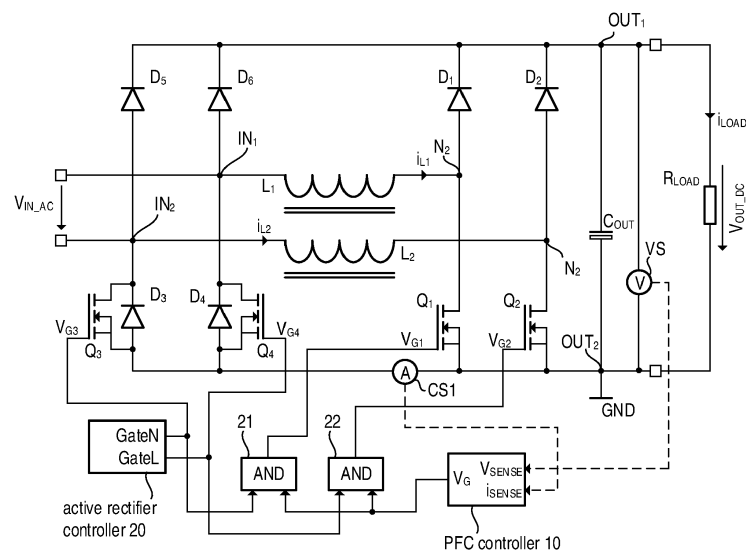 OUT1
D5 D6 D1 D2
iLOAD
IN1 N2
iL1
L1
VIN_AC
IN2
RLOAD
VOUT_DC
COUT
iL2
L2
N2
VS
V
D3 D4 Q1 Q2
VG3 VG4
Q3 Q4
VG1 VG2
OUT2
A
CS1
GND
GateN
GateL
21 22
AND AND
VG
VSENSE
iSENSE
active rectifier
controller 20
PFC controller 10